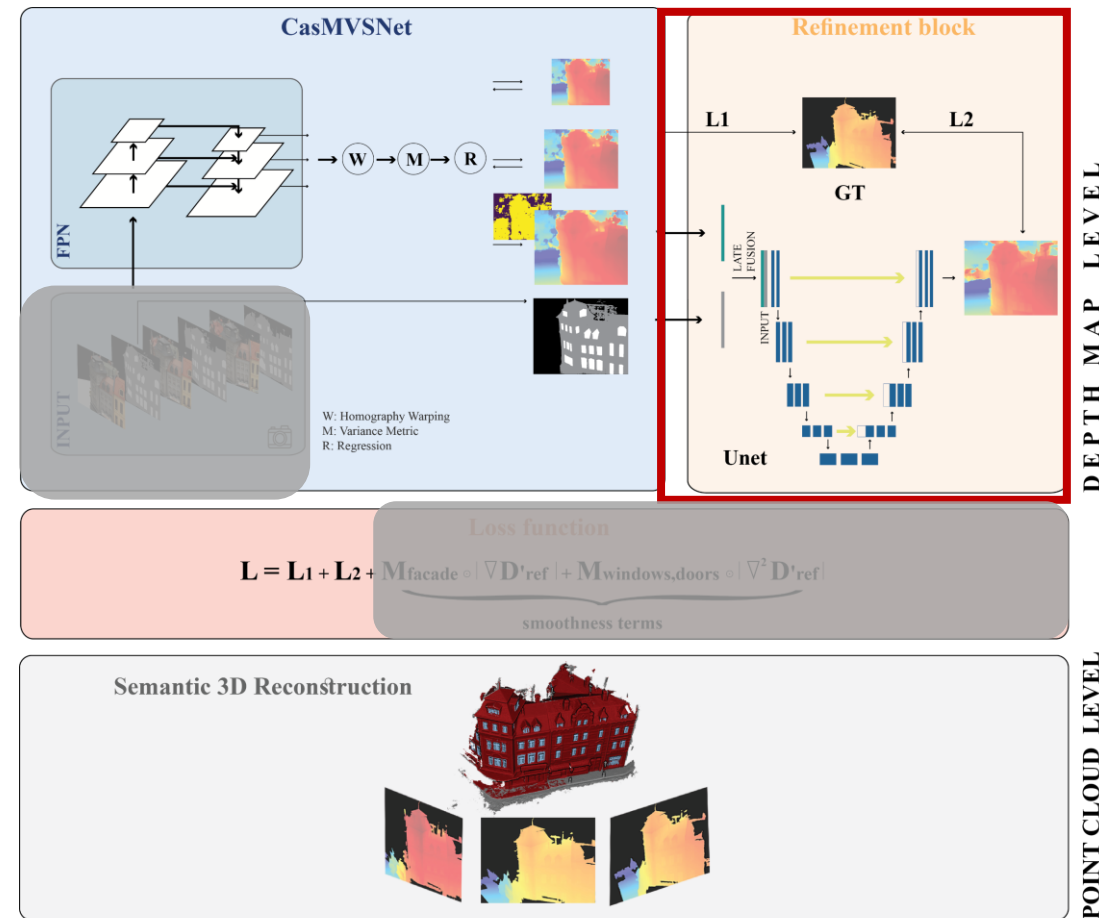 CasMVSNet
FPN
W
M
R
INPUT
W: Homography Warping
M: Variance Metric
R: Regression
Refinement block
L1
L2
GT
LATE
FUSION
INPUT
Unet
DEPTH MAP LEVEL
Loss function
L = L1 + L2 + Mfacade ∘ | ∇D'ref | + Mwindows,doors ∘ | ∇² D'ref |
smoothness terms
Semantic 3D Reconstruction
POINT CLOUD LEVEL